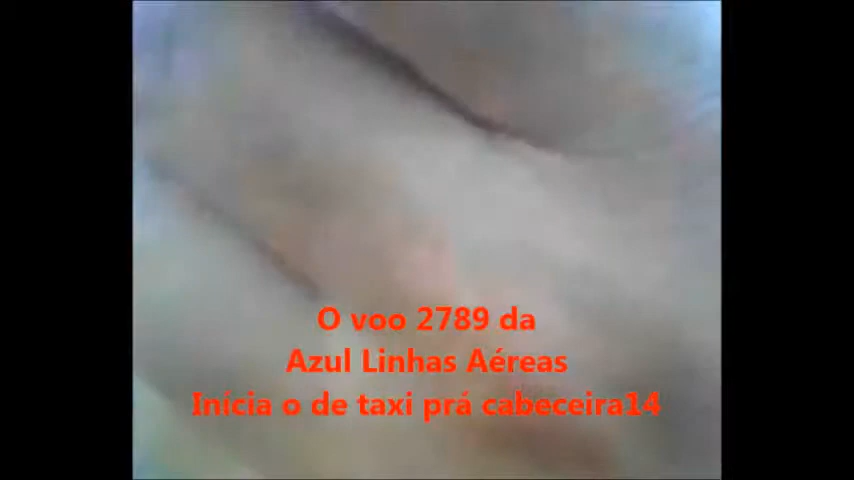 O voo 2789 da
Azul Linhas Aéreas
Inícia o de taxi prá cabeceira14